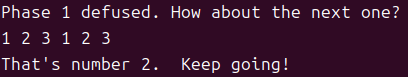 Phase 1 defused. How about the next one?
1 2 3 1 2 3
That's number 2.  Keep going!